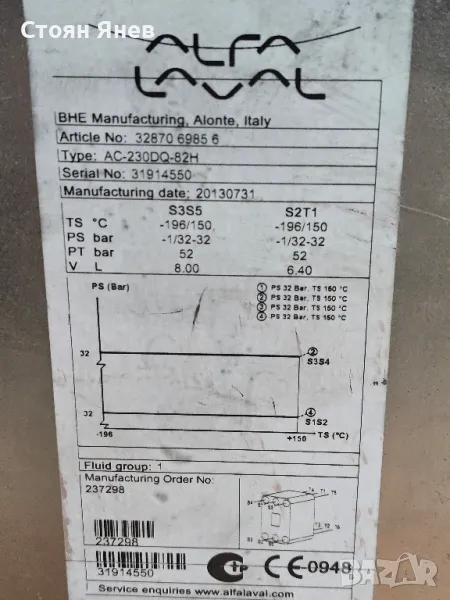 Стоян Янев
ALFA
LAVAL
BHE Manufacturing, Alonte, Italy
Article No: 32870 6985 6
Type: AC-230DQ-82H
Serial No: 31914550
Manufacturing date: 20130731
S3S5 S2T1
TS °C -196/150 -196/150
PS bar -1/32-32 -1/32-32
PT bar 52 52
V L 8.00 6.40
PS (Bar)
① PS 32 Bar, TS 150 °C
② PS 32 Bar, TS 150 °C
③ PS 32 Bar, TS 150 °C
④ PS 32 Bar, TS 150 °C
32 ②
S3S4
32 ④
S1S2
-196 +150 TS (°C)
Fluid group: 1
Manufacturing Order No:
237298
237298
31914550
CE-0948
Service enquiries www.alfalaval.com
bazar